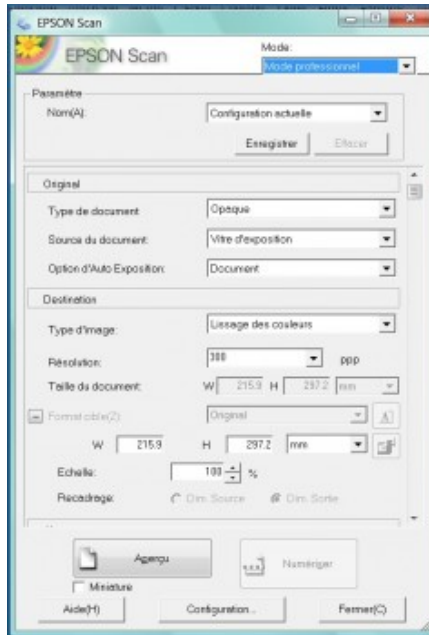 EPSON Scan
EPSON Scan
Mode:
Mode professionnel
Paramètre
Nom(A):
Configuration actuelle
Enregistrer
Effacer
Original
Type de document
Opaque
Source du document:
Vitre d'exposition
Option d'Auto Exposition:
Document
Destination
Type d'image:
Lissage des couleurs
Résolution:
300
ppp
Taille du document:
W 215.9 H 297.2 mm
Format cible(Z)
Original
W 215.9 H 297.2 mm
Echelle:
100 %
Recadrage:
Dim. Source
Dim. Sortie
Aperçu
Numériser
Miniature
Aide(H)
Configuration...
Fermer(C)